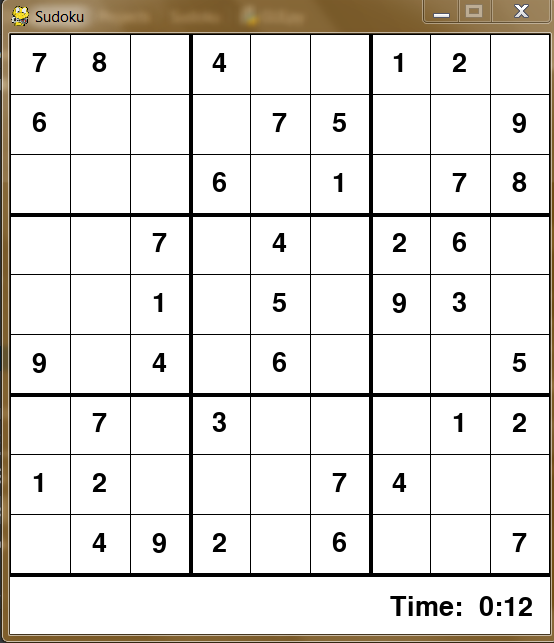 Sudoku
7 8 4 1 2
6 7 5 9
6 1 7 8
7 4 2 6
1 5 9 3
9 4 6 5
7 3 1 2
1 2 7 4
4 9 2 6 7
Time: 0:12